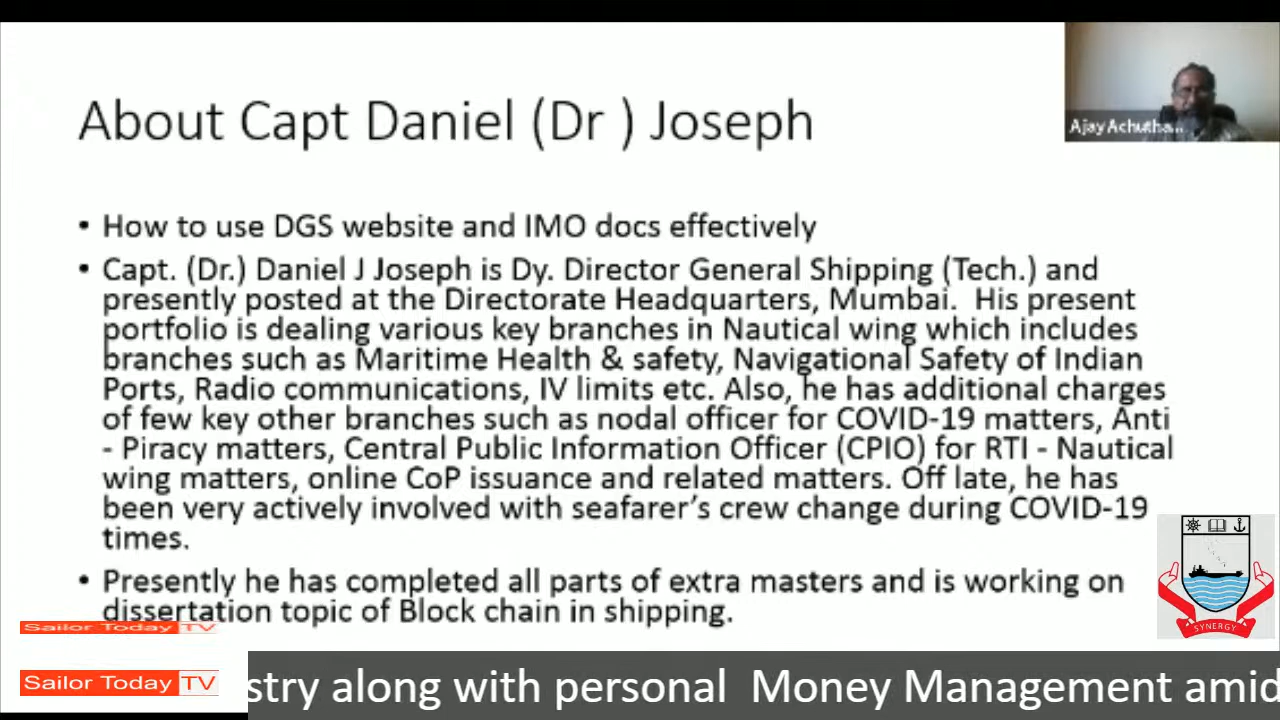 About Capt Daniel (Dr ) Joseph
Ajay Achutha...
• How to use DGS website and IMO docs effectively
• Capt. (Dr.) Daniel J Joseph is Dy. Director General Shipping (Tech.) and
presently posted at the Directorate Headquarters, Mumbai. His present
portfolio is dealing various key branches in Nautical wing which includes
branches such as Maritime Health & safety, Navigational Safety of Indian
Ports, Radio communications, IV limits etc. Also, he has additional charges
of few key other branches such as nodal officer for COVID-19 matters, Anti
- Piracy matters, Central Public Information Officer (CPIO) for RTI - Nautical
wing matters, online CoP issuance and related matters. Off late, he has
been very actively involved with seafarer's crew change during COVID-19
times.
• Presently he has completed all parts of extra masters and is working on
dissertation topic of Block chain in shipping.
SYNERGY
Sailor Today TV
Sailor Today TV
stry along with personal Money Management amid